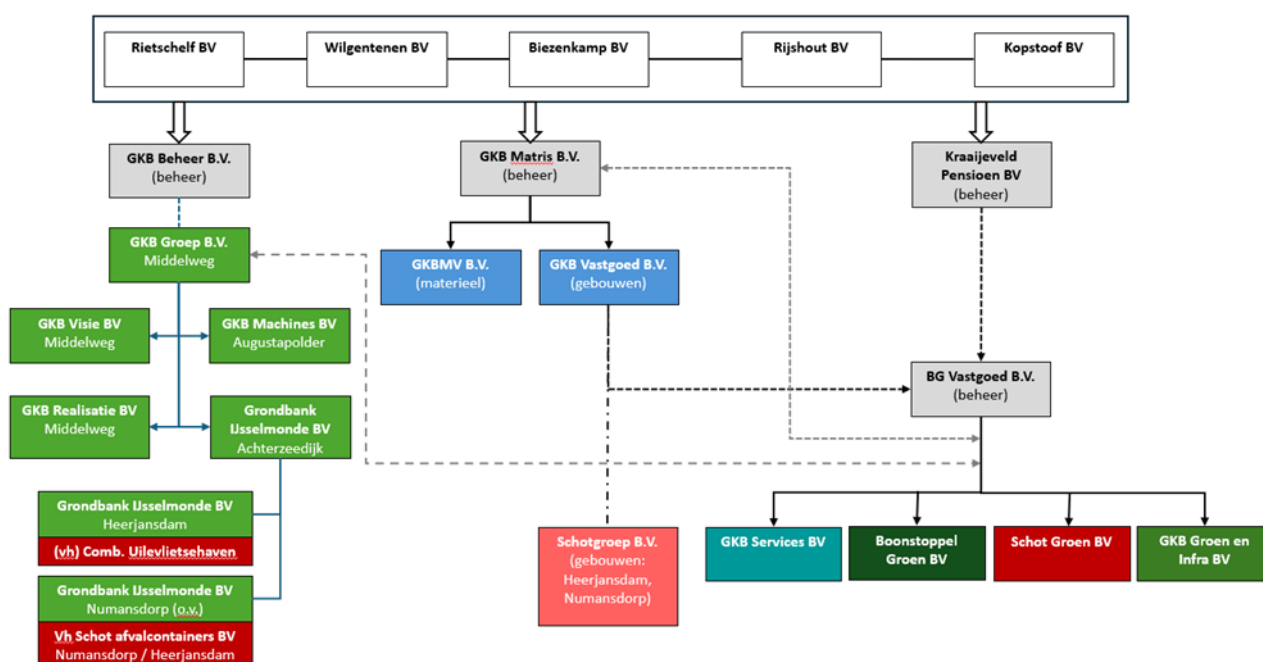 Rietschelf BV
Wilgentenen BV
Biezenkamp BV
Rijshout BV
Kopstoof BV
GKB Beheer B.V.
(beheer)
GKB Matris B.V.
(beheer)
Kraaijeveld
Pensioen BV
(beheer)
GKB Groep B.V.
Middelweg
GKBMV B.V.
(materieel)
GKB Vastgoed B.V.
(gebouwen)
GKB Visie BV
Middelweg
GKB Machines BV
Augustapolder
BG Vastgoed B.V.
(beheer)
GKB Realisatie BV
Middelweg
Grondbank
IJsselmonde BV
Achterzeedijk
Grondbank IJsselmonde BV
Heerjansdam
(vh) Comb. Uilevlietsehaven
Schotgroep B.V.
(gebouwen:
Heerjansdam,
Numansdorp)
GKB Services BV
Boonstoppel
Groen BV
Schot Groen BV
GKB Groen en
Infra BV
Grondbank IJsselmonde BV
Numansdorp (o.v.)
Vh Schot afvalcontainers BV
Numansdorp / Heerjansdam